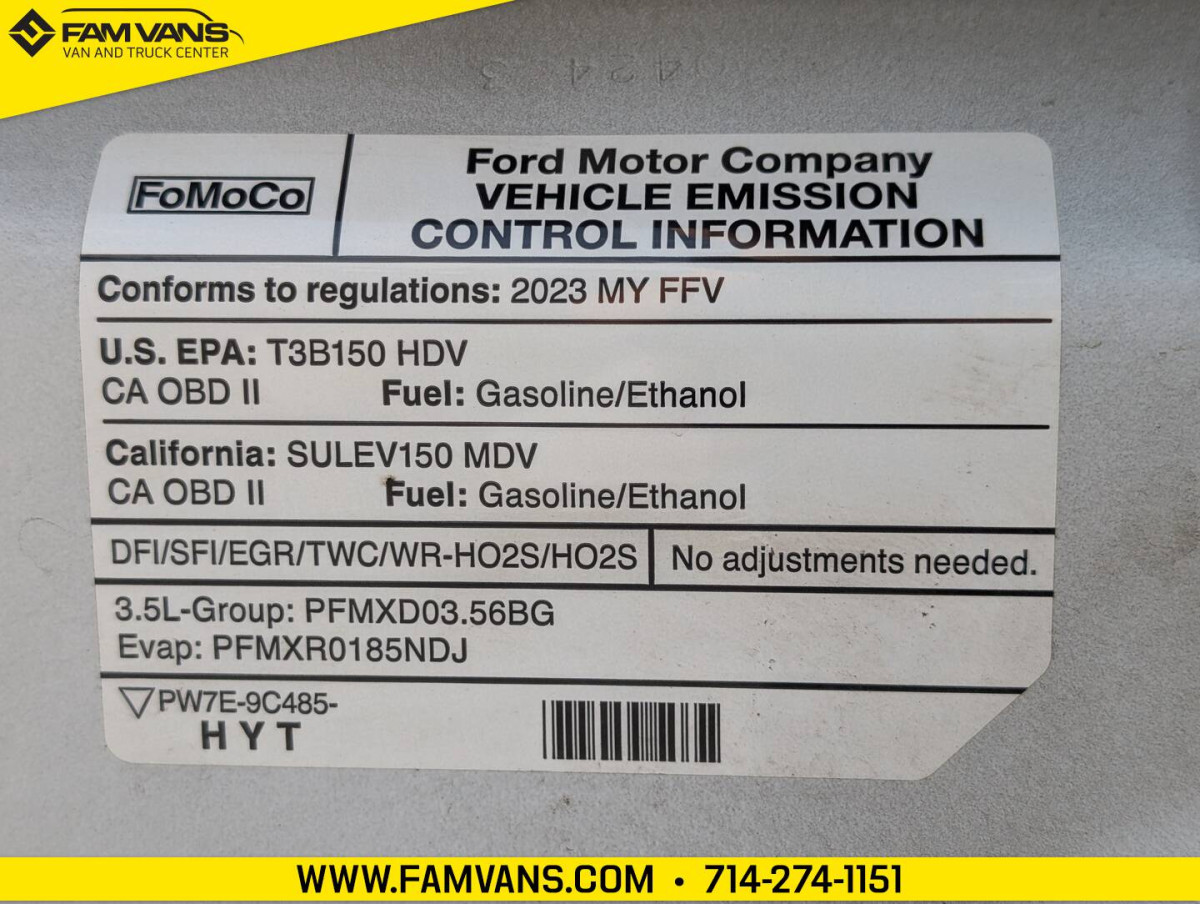 FAM VANS
VAN AND TRUCK CENTER
FoMoCo
Ford Motor Company
VEHICLE EMISSION
CONTROL INFORMATION
Conforms to regulations: 2023 MY FFV
U.S. EPA: T3B150 HDV
CA OBD II Fuel: Gasoline/Ethanol
California: SULEV150 MDV
CA OBD II Fuel: Gasoline/Ethanol
DFI/SFI/EGR/TWC/WR-HO2S/HO2S No adjustments needed.
3.5L-Group: PFMXD03.56BG
Evap: PFMXR0185NDJ
PW7E-9C485-
HYT
WWW.FAMVANS.COM • 714-274-1151